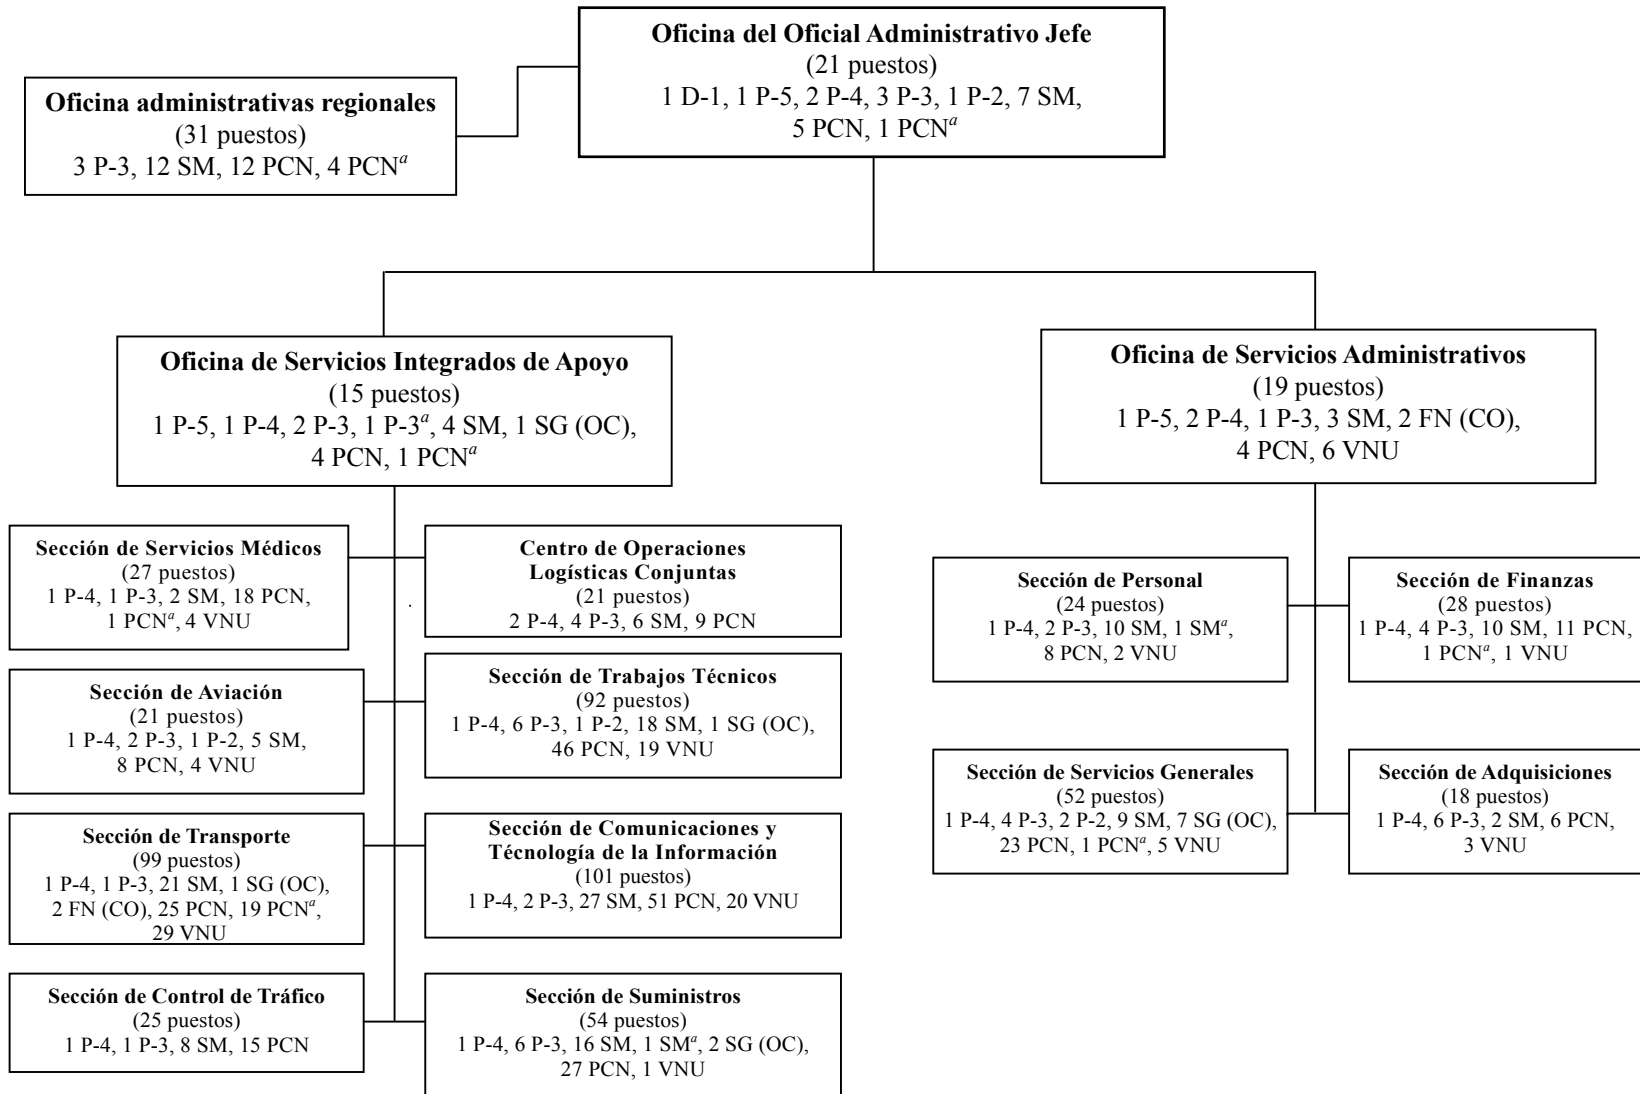 Oficina del Oficial Administrativo Jefe
(21 puestos)
1 D-1, 1 P-5, 2 P-4, 3 P-3, 1 P-2, 7 SM,
5 PCN, 1 PCNᵃ
Oficina administrativas regionales
(31 puestos)
3 P-3, 12 SM, 12 PCN, 4 PCNᵃ
Oficina de Servicios Integrados de Apoyo
(15 puestos)
1 P-5, 1 P-4, 2 P-3, 1 P-3ᵃ, 4 SM, 1 SG (OC),
4 PCN, 1 PCNᵃ
Oficina de Servicios Administrativos
(19 puestos)
1 P-5, 2 P-4, 1 P-3, 3 SM, 2 FN (CO),
4 PCN, 6 VNU
Sección de Servicios Médicos
(27 puestos)
1 P-4, 1 P-3, 2 SM, 18 PCN,
1 PCNᵃ, 4 VNU
Centro de Operaciones
Logísticas Conjuntas
(21 puestos)
2 P-4, 4 P-3, 6 SM, 9 PCN
Sección de Aviación
(21 puestos)
1 P-4, 2 P-3, 1 P-2, 5 SM,
8 PCN, 4 VNU
Sección de Trabajos Técnicos
(92 puestos)
1 P-4, 6 P-3, 1 P-2, 18 SM, 1 SG (OC),
46 PCN, 19 VNU
Sección de Transporte
(99 puestos)
1 P-4, 1 P-3, 21 SM, 1 SG (OC),
2 FN (CO), 25 PCN, 19 PCNᵃ,
29 VNU
Sección de Comunicaciones y
Técnología de la Información
(101 puestos)
1 P-4, 2 P-3, 27 SM, 51 PCN, 20 VNU
Sección de Control de Tráfico
(25 puestos)
1 P-4, 1 P-3, 8 SM, 15 PCN
Sección de Suministros
(54 puestos)
1 P-4, 6 P-3, 16 SM, 1 SMᵃ, 2 SG (OC),
27 PCN, 1 VNU
Sección de Personal
(24 puestos)
1 P-4, 2 P-3, 10 SM, 1 SMᵃ,
8 PCN, 2 VNU
Sección de Finanzas
(28 puestos)
1 P-4, 4 P-3, 10 SM, 11 PCN,
1 PCNᵃ, 1 VNU
Sección de Servicios Generales
(52 puestos)
1 P-4, 4 P-3, 2 P-2, 9 SM, 7 SG (OC),
23 PCN, 1 PCNᵃ, 5 VNU
Sección de Adquisiciones
(18 puestos)
1 P-4, 6 P-3, 2 SM, 6 PCN,
3 VNU